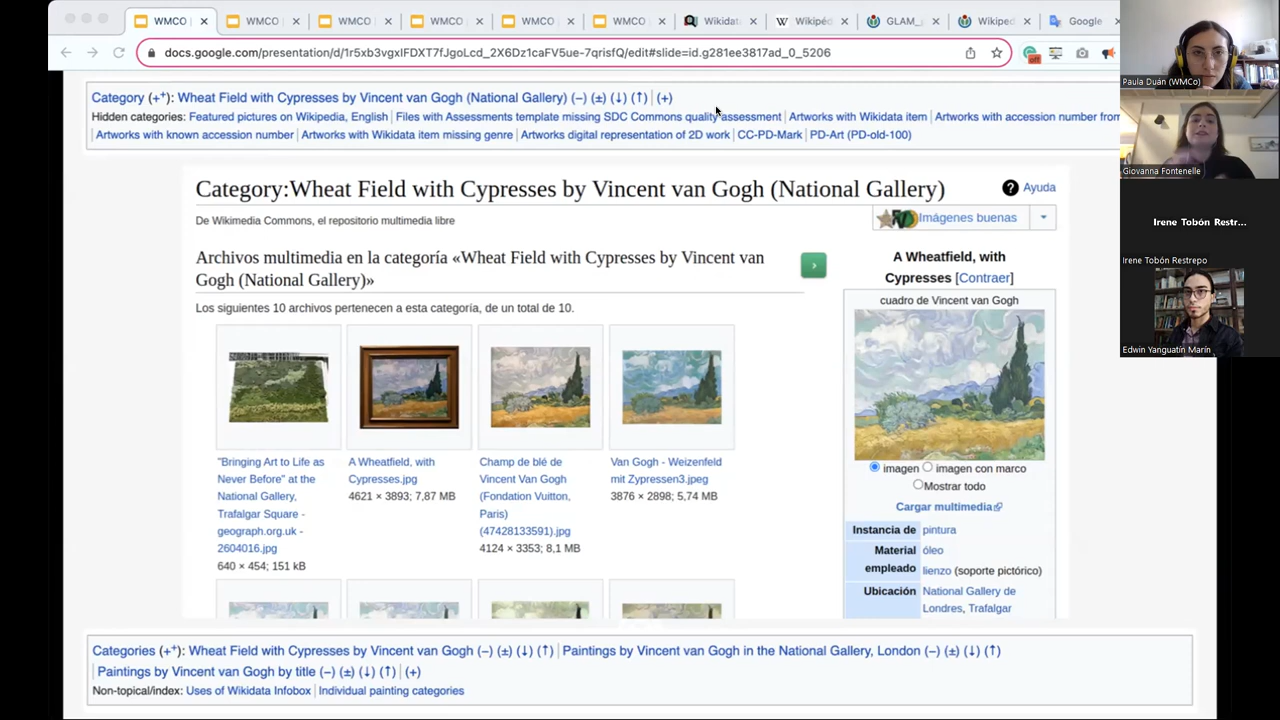 WMCO
WMCO
WMCO
WMCO
WMCO
WMCO
Wikidat
Wikipéd
GLAM_
Wikiped
Google
docs.google.com/presentation/d/1r5xb3vgxIFDXT7fJgoLcd_2X6Dz1caFV5ue-7qrisfQ/edit#slide=id.g281ee3817ad_0_5206
Category (+⁺): Wheat Field with Cypresses by Vincent van Gogh (National Gallery) (−) (±) (↓) (↑) | (+)
Hidden categories: Featured pictures on Wikipedia, English | Files with Assessments template missing SDC Commons quality assessment | Artworks with Wikidata item | Artworks with accession number from
Artworks with known accession number | Artworks with Wikidata item missing genre | Artworks digital representation of 2D work | CC-PD-Mark | PD-Art (PD-old-100)
Category:Wheat Field with Cypresses by Vincent van Gogh (National Gallery)
Ayuda
De Wikimedia Commons, el repositorio multimedia libre
Imágenes buenas
Archivos multimedia en la categoría «Wheat Field with Cypresses by Vincent van
Gogh (National Gallery)»
Los siguientes 10 archivos pertenecen a esta categoría, de un total de 10.
"Bringing Art to Life as
Never Before" at the
National Gallery,
Trafalgar Square -
geograph.org.uk -
2604016.jpg
640 × 454; 151 kB
A Wheatfield, with
Cypresses.jpg
4621 × 3893; 7,87 MB
Champ de blé de
Vincent Van Gogh
(Fondation Vuitton,
Paris)
(47428133591).jpg
4124 × 3353; 8,1 MB
Van Gogh - Weizenfeld
mit Zypressen3.jpeg
3876 × 2898; 5,74 MB
A Wheatfield, with
Cypresses [Contraer]
cuadro de Vincent van Gogh
imagen imagen con marco
Mostrar todo
Cargar multimedia
Instancia de pintura
Material óleo
empleado lienzo (soporte pictórico)
Ubicación National Gallery de
Londres, Trafalgar
Categories (+⁺): Wheat Field with Cypresses by Vincent van Gogh (−) (±) (↓) (↑) | Paintings by Vincent van Gogh in the National Gallery, London (−) (±) (↓) (↑)
| Paintings by Vincent van Gogh by title (−) (±) (↓) (↑) | (+)
Non-topical/index: Uses of Wikidata Infobox | Individual painting categories
Paula Duán (WMCo)
Giovanna Fontenelle
Irene Tobón Restr...
Irene Tobón Restrepo
Edwin Yanguatín Marín